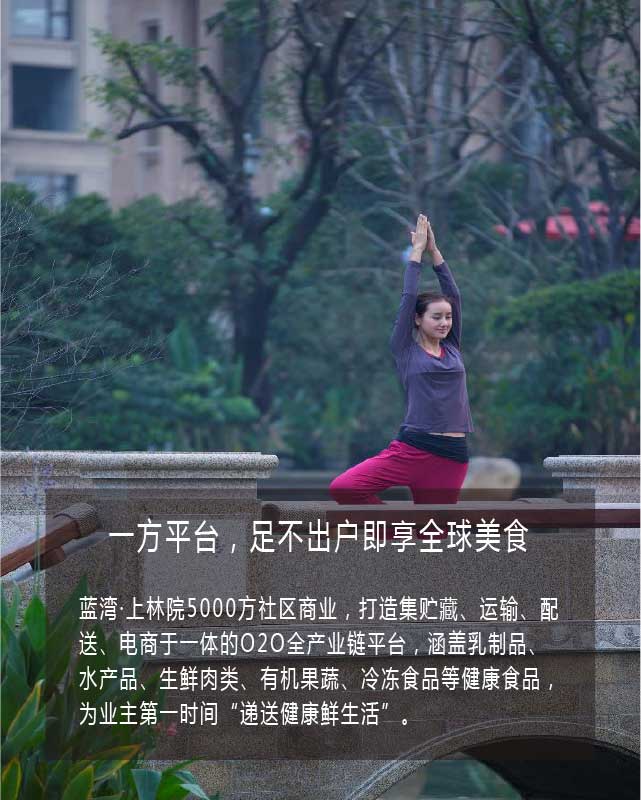 一方平台，足不出户即享全球美食
蓝湾·上林院5000方社区商业，打造集贮藏、运输、配
送、电商于一体的O2O全产业链平台，涵盖乳制品、
水产品、生鲜肉类、有机果蔬、冷冻食品等健康食品，
为业主第一时间“递送健康鲜生活”。